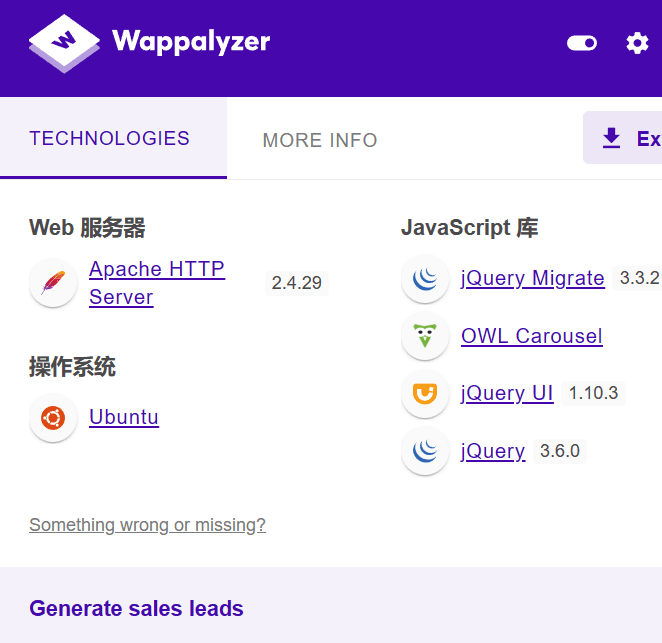 Wappalyzer
TECHNOLOGIES
MORE INFO
Ex
Web 服务器
Apache HTTP
Server
2.4.29
操作系统
Ubuntu
JavaScript 库
jQuery Migrate 3.3.2
OWL Carousel
jQuery UI 1.10.3
jQuery 3.6.0
Something wrong or missing?
Generate sales leads